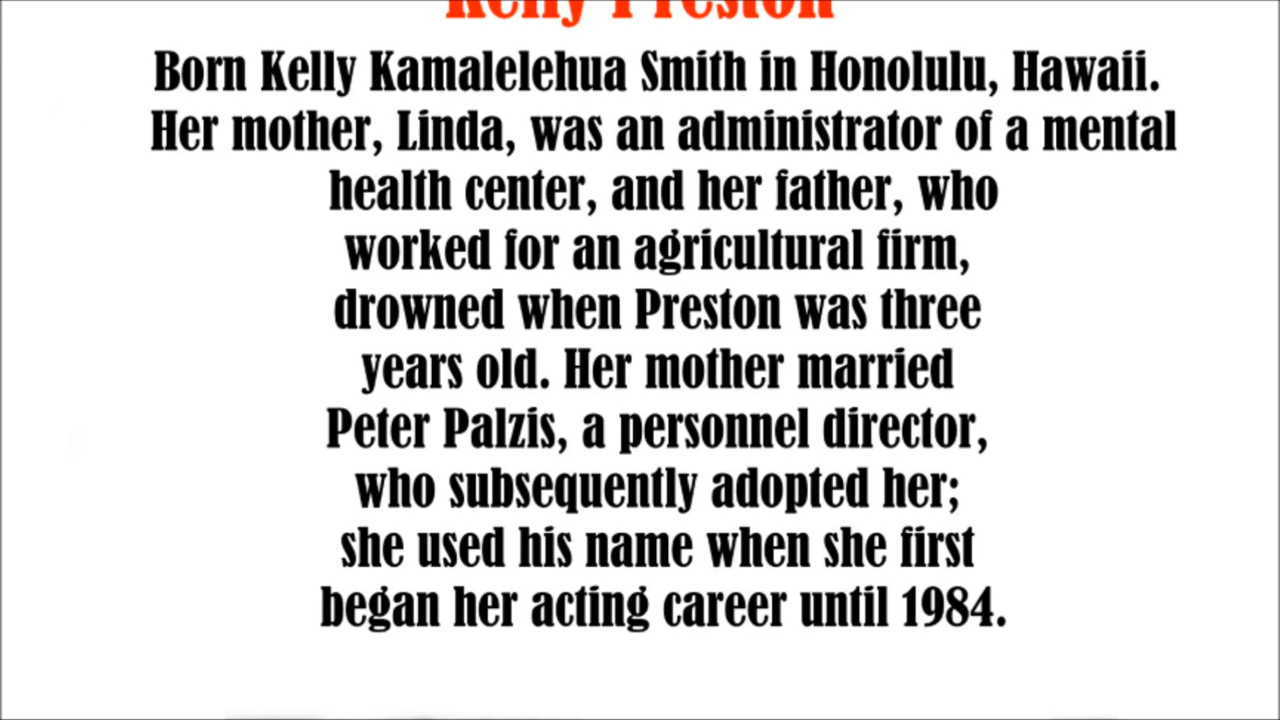 Kelly Preston
Born Kelly Kamalelehua Smith in Honolulu, Hawaii.
Her mother, Linda, was an administrator of a mental
health center, and her father, who
worked for an agricultural firm,
drowned when Preston was three
years old. Her mother married
Peter Palzis, a personnel director,
who subsequently adopted her;
she used his name when she first
began her acting career until 1984.